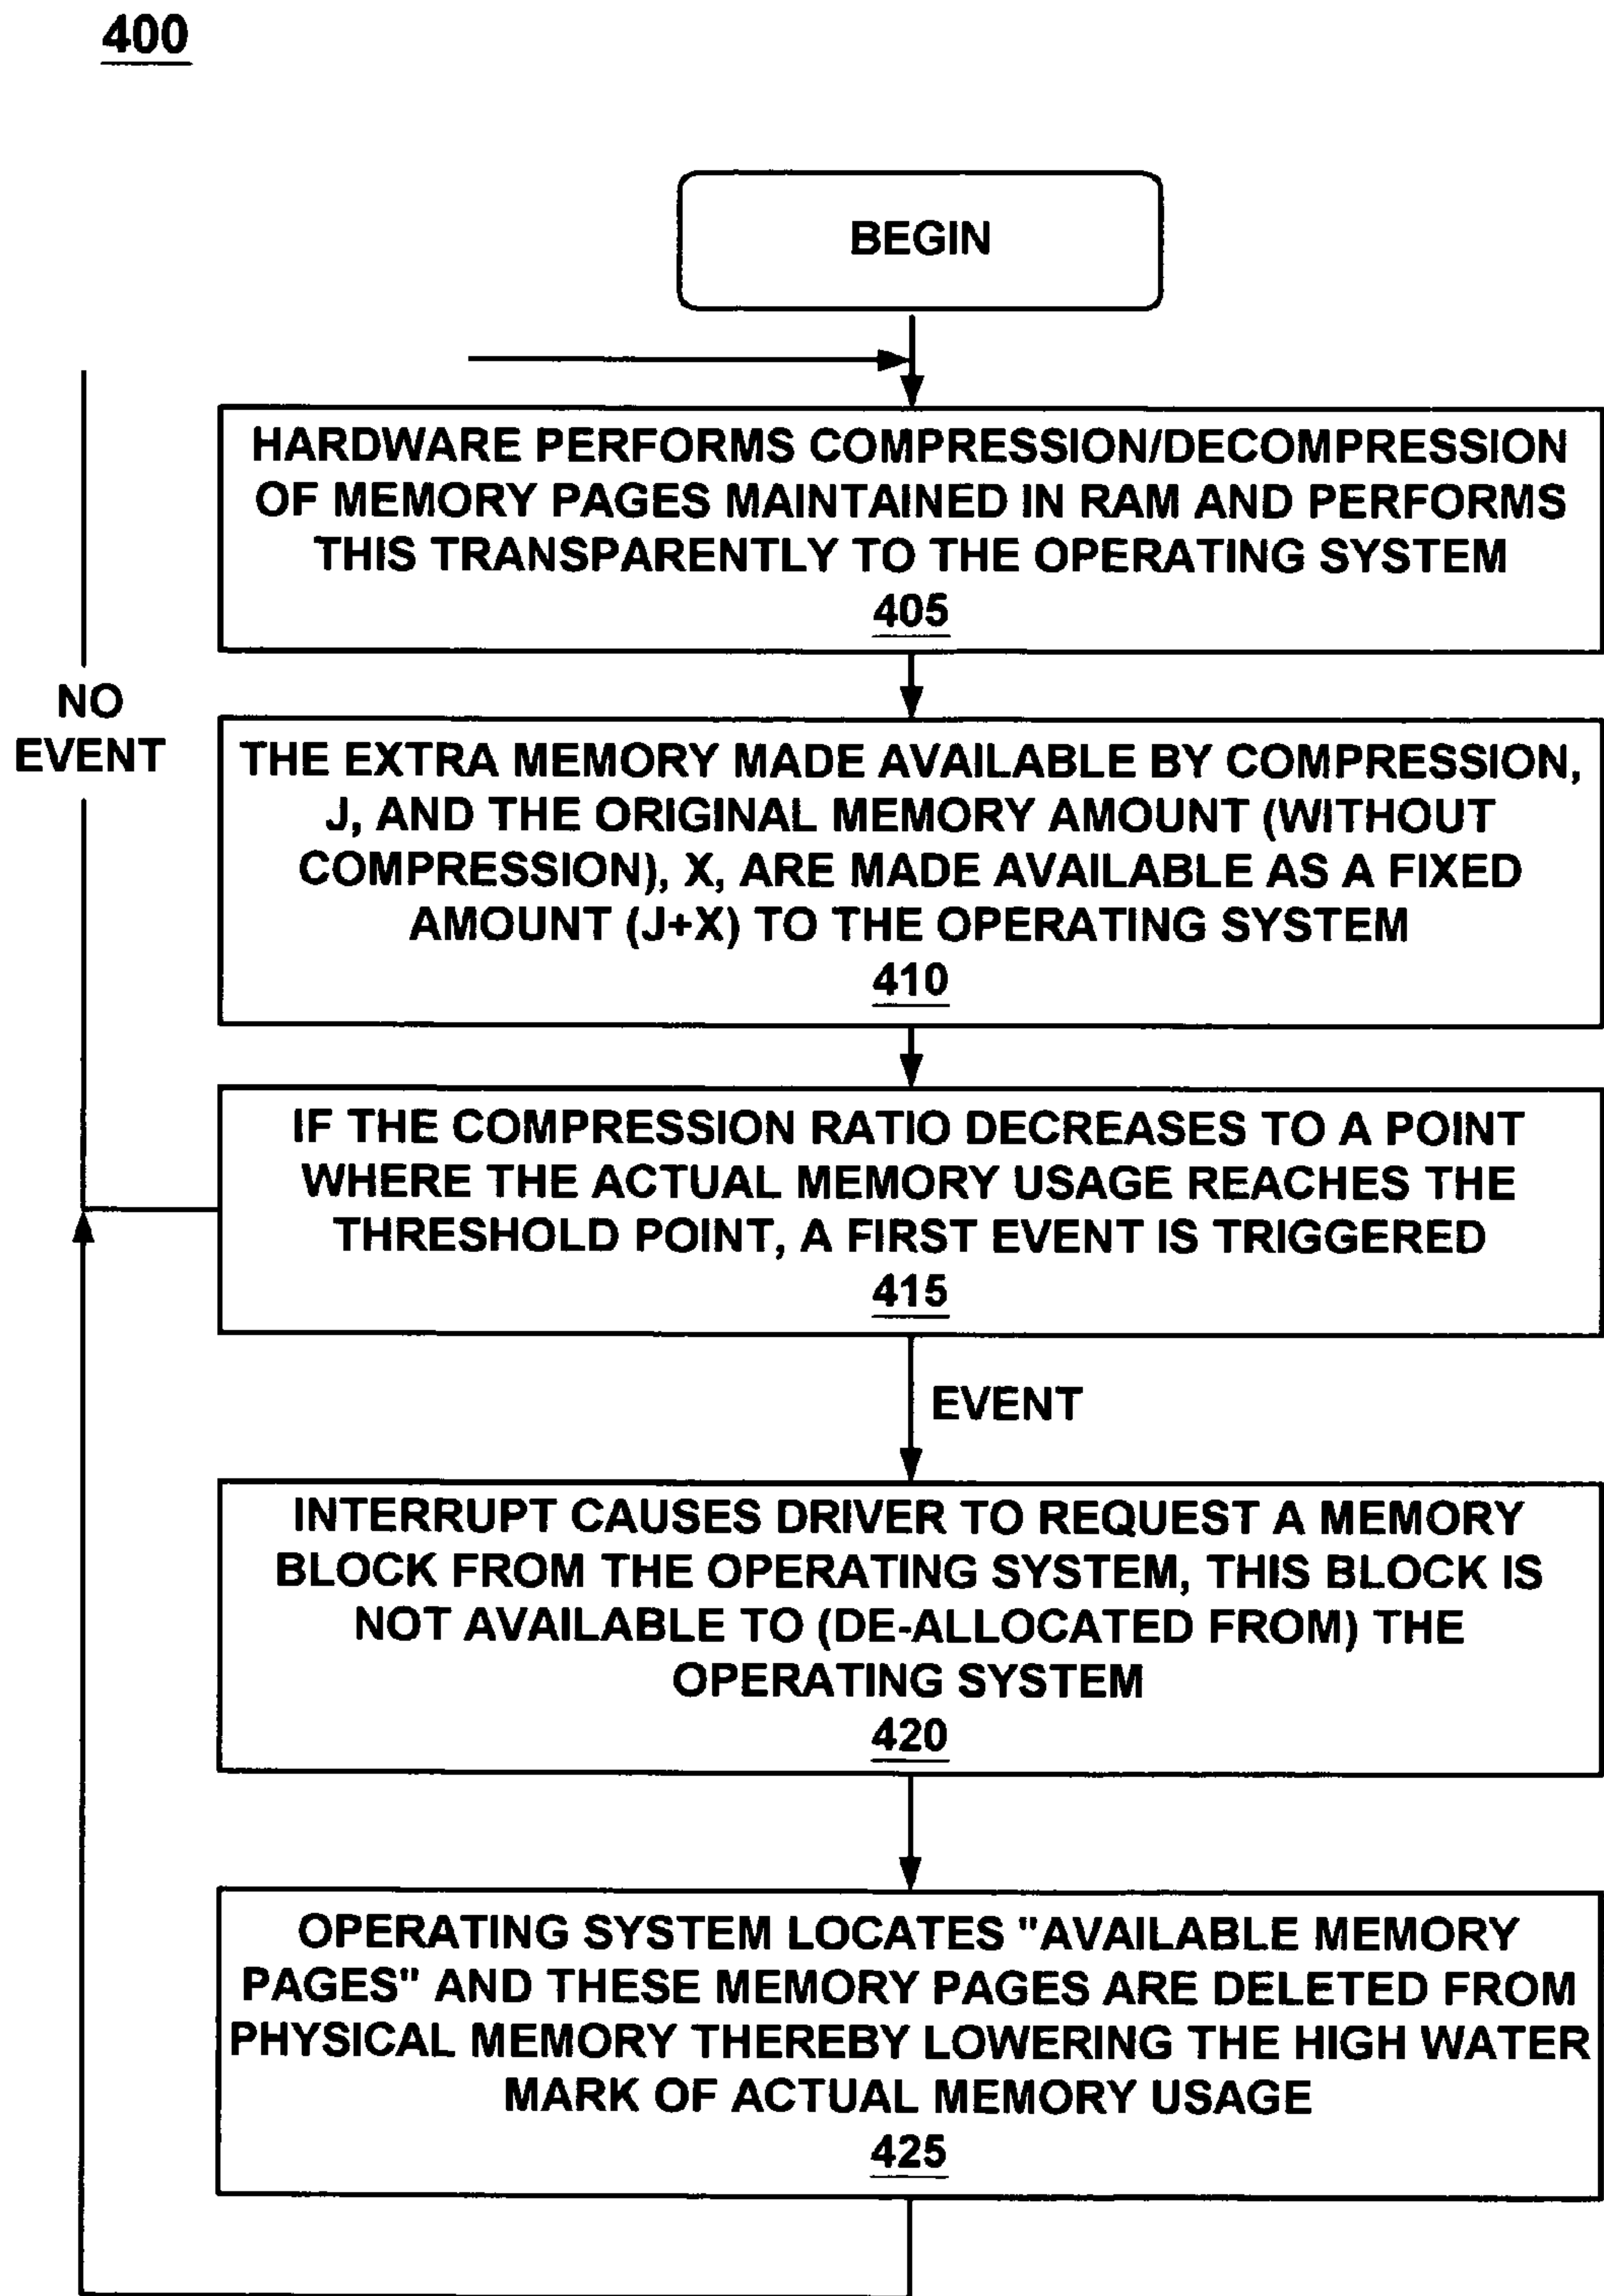 400
BEGIN
HARDWARE PERFORMS COMPRESSION/DECOMPRESSION
OF MEMORY PAGES MAINTAINED IN RAM AND PERFORMS
THIS TRANSPARENTLY TO THE OPERATING SYSTEM
405
NO
EVENT
THE EXTRA MEMORY MADE AVAILABLE BY COMPRESSION,
J, AND THE ORIGINAL MEMORY AMOUNT (WITHOUT
COMPRESSION), X, ARE MADE AVAILABLE AS A FIXED
AMOUNT (J+X) TO THE OPERATING SYSTEM
410
IF THE COMPRESSION RATIO DECREASES TO A POINT
WHERE THE ACTUAL MEMORY USAGE REACHES THE
THRESHOLD POINT, A FIRST EVENT IS TRIGGERED
415
EVENT
INTERRUPT CAUSES DRIVER TO REQUEST A MEMORY
BLOCK FROM THE OPERATING SYSTEM, THIS BLOCK IS
NOT AVAILABLE TO (DE-ALLOCATED FROM) THE
OPERATING SYSTEM
420
OPERATING SYSTEM LOCATES "AVAILABLE MEMORY
PAGES" AND THESE MEMORY PAGES ARE DELETED FROM
PHYSICAL MEMORY THEREBY LOWERING THE HIGH WATER
MARK OF ACTUAL MEMORY USAGE
425